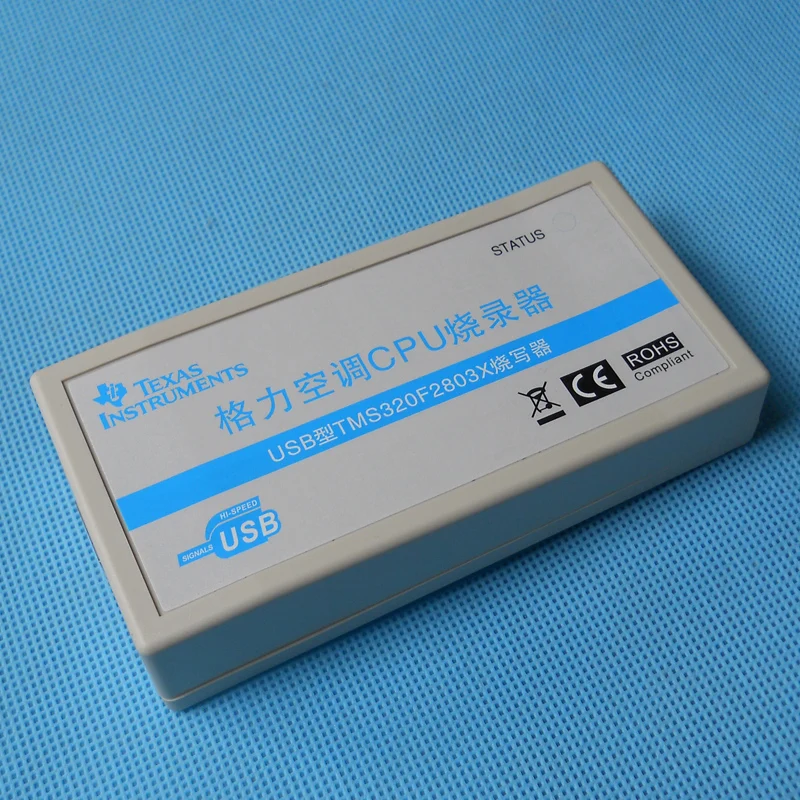 STATUS
TEXAS
INSTRUMENTS
格力空调CPU烧录器
USB型TMS320F2803X烧写器
CE
ROHS
Compliant
HI-SPEED
USB
SIGNALS